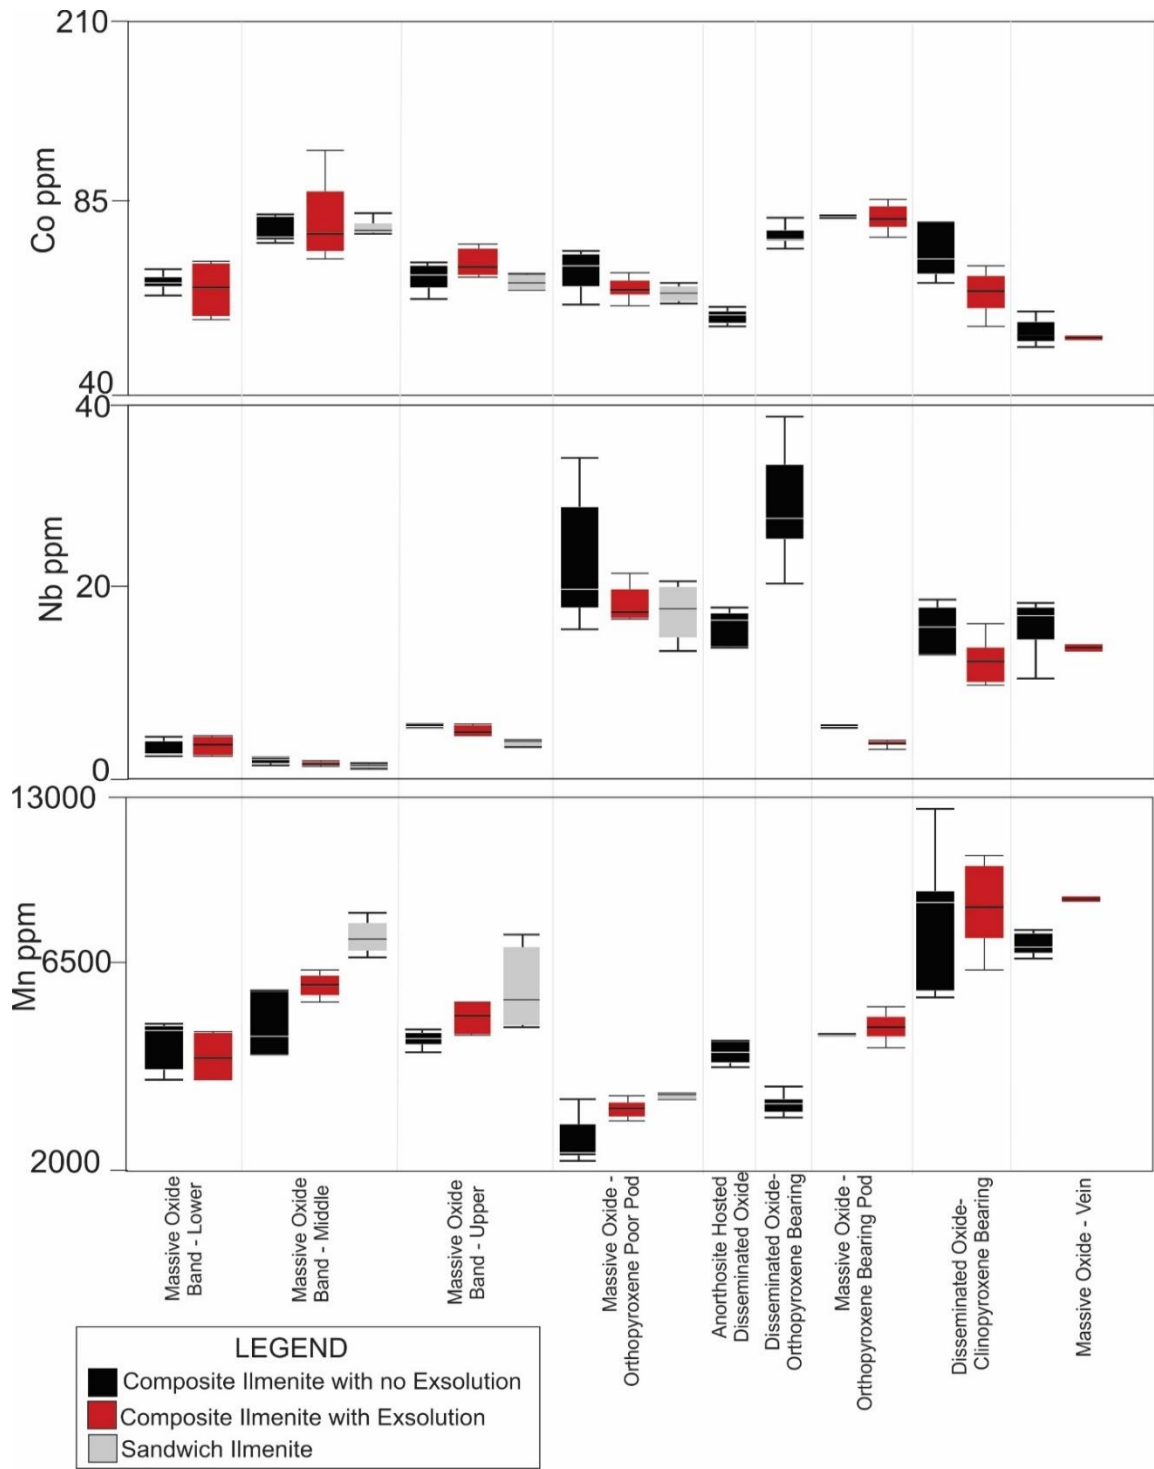 210
Co ppm
85
40
40
Nb ppm
20
0
13000
Mn ppm
6500
2000
Massive Oxide
Band - Lower
Massive Oxide
Band - Middle
Massive Oxide
Band - Upper
Massive Oxide -
Orthopyroxene Poor Pod
Anorthosite Hosted
Disseminated Oxide
Disseminated Oxide-
Orthopyroxene Bearing
Massive Oxide -
Orthopyroxene Bearing Pod
Disseminated Oxide-
Clinopyroxene Bearing
Massive Oxide - Vein
LEGEND
Composite Ilmenite with no Exsolution
Composite Ilmenite with Exsolution
Sandwich Ilmenite